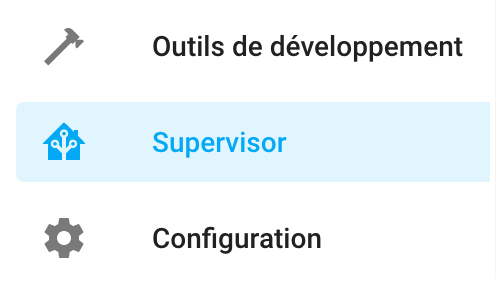 Outils de développement
Supervisor
Configuration